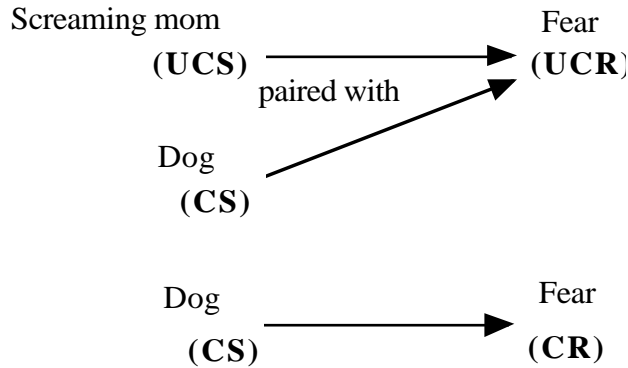 Screaming mom Fear
(UCS) (UCR)
paired with
Dog
(CS)
Dog Fear
(CS) (CR)